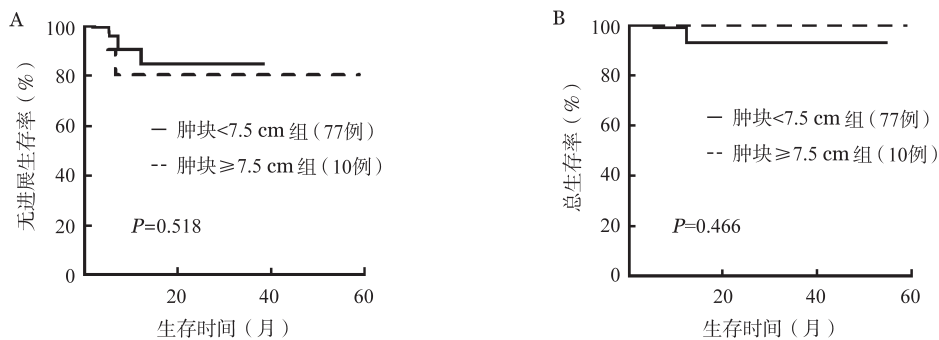 A
100
80
60
40
20
0
无进展生存率（%）
肿块<7.5 cm 组（77例）
肿块≥7.5 cm 组（10例）
P=0.518
20 40 60
生存时间（月）
B
100
80
60
40
20
0
总生存率（%）
肿块<7.5 cm 组（77例）
肿块≥7.5 cm 组（10例）
P=0.466
20 40 60
生存时间（月）